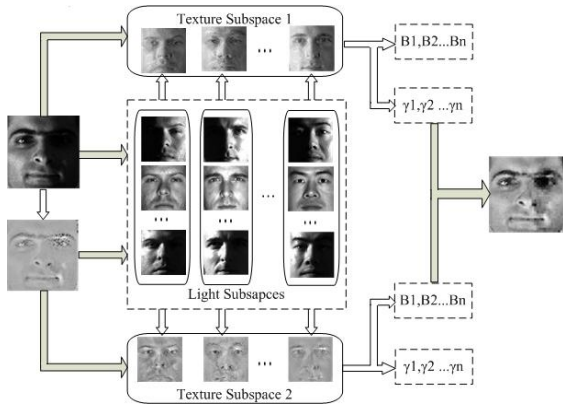 Texture Subspace 1
...
B1,B2...Bn
γ1,γ2 ...γn
...
...
...
...
...
Light Subsapces
B1,B2...Bn
...
γ1,γ2 ...γn
Texture Subspace 2